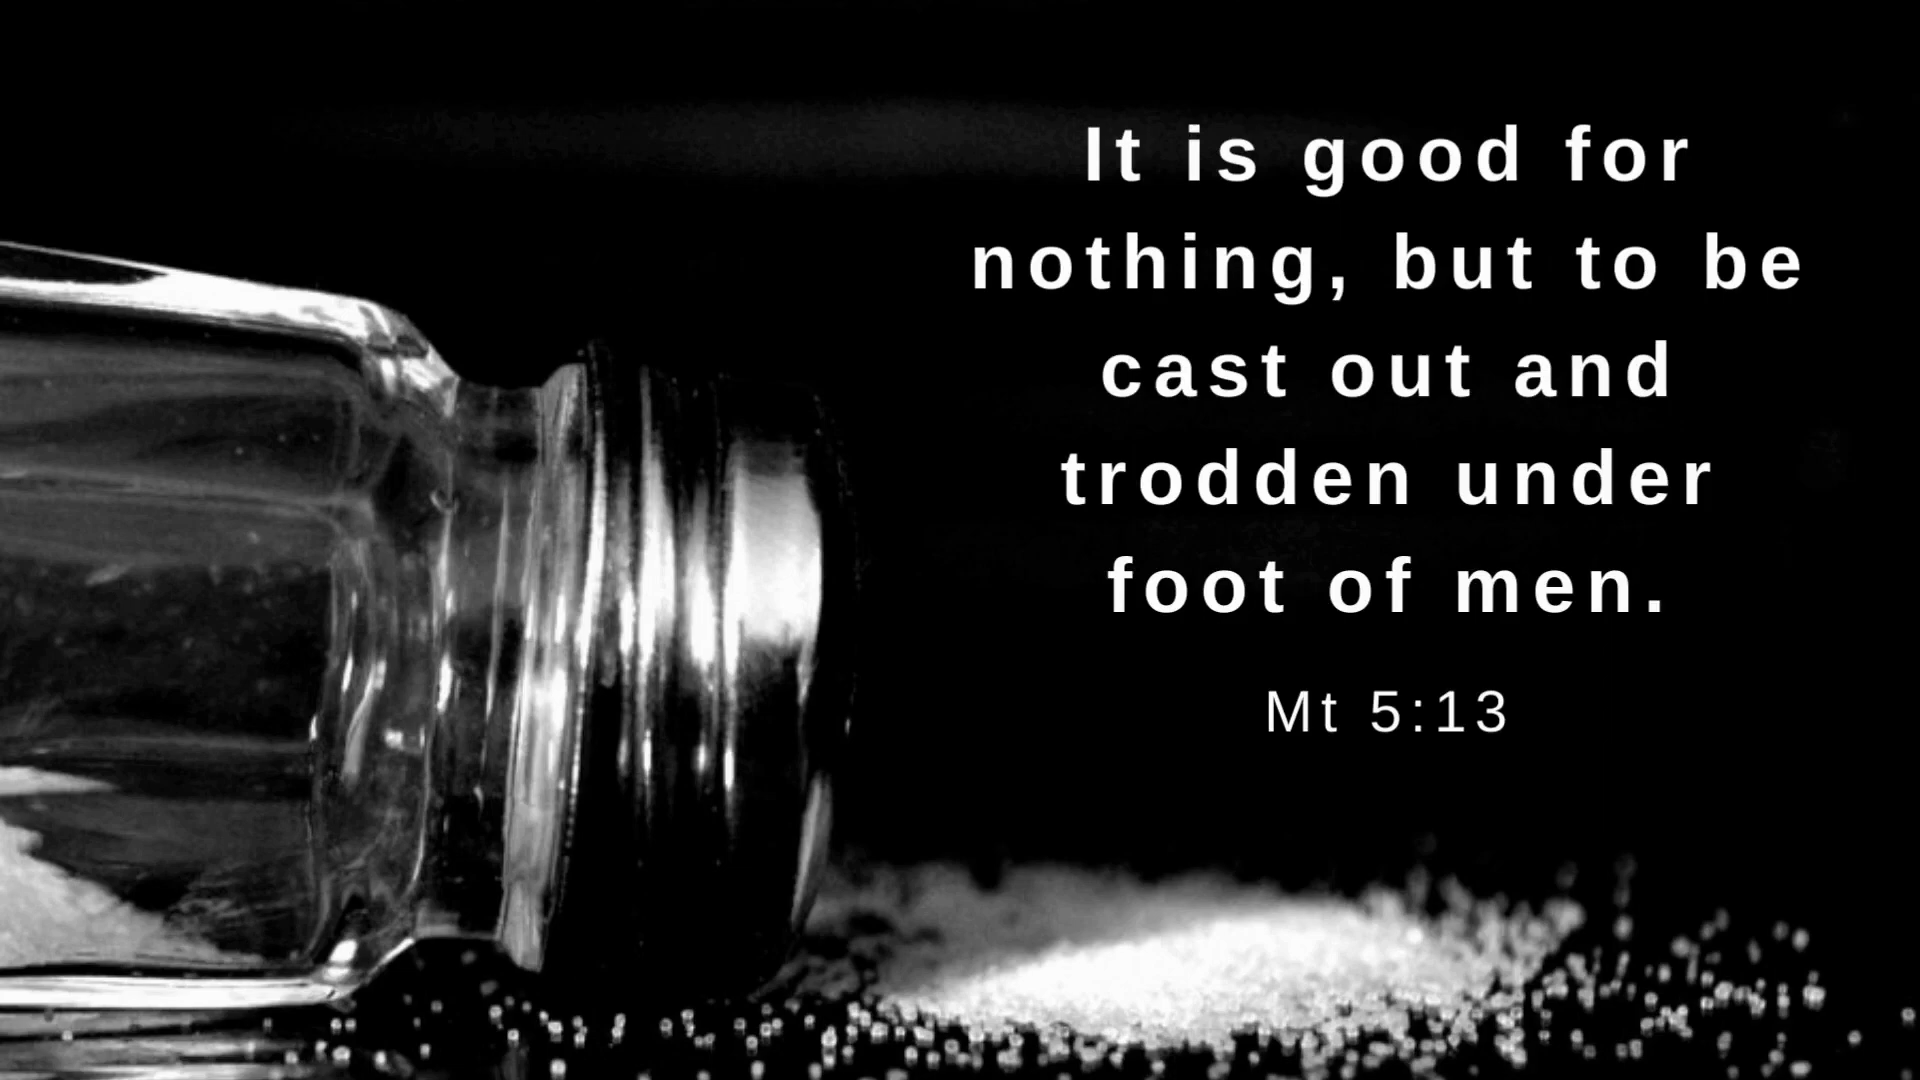 It is good for
nothing, but to be
cast out and
trodden under
foot of men.
Mt 5:13